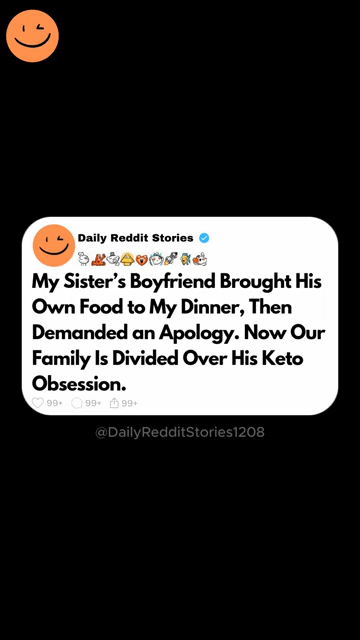 Daily Reddit Stories
My Sister's Boyfriend Brought His
Own Food to My Dinner, Then
Demanded an Apology. Now Our
Family Is Divided Over His Keto
Obsession.
99+ 99+ 99+
@DailyRedditStories1208